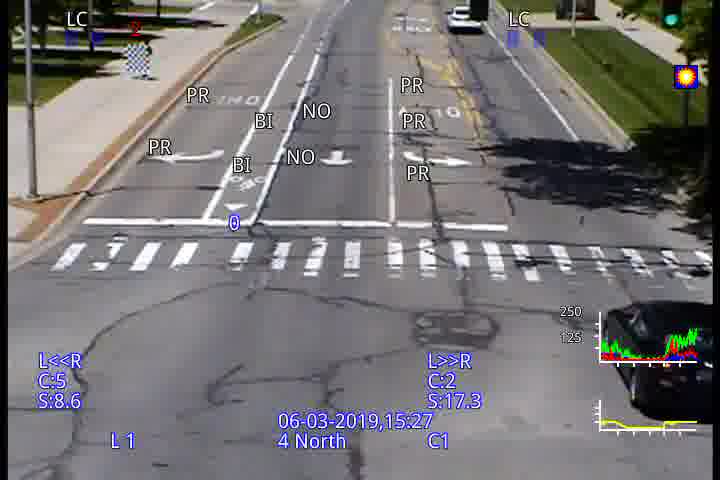 LC
LC
2
PR
PR
BI
NO
PR
PR
BI
NO
PR
0
250
125
L<<R
C:5
S:8.6
L>>R
C:2
S:17.3
06-03-2019,15:27
L 1
4 North
C1